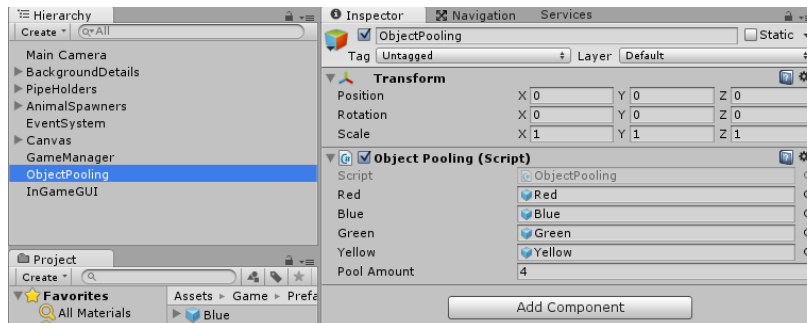 Hierarchy
Create All
Main Camera
BackgroundDetails
PipeHolders
AnimalSpawners
EventSystem
Canvas
GameManager
ObjectPooling
InGameGUI
Project
Create
Favorites
All Materials
Assets Game Prefa
Blue
Inspector Navigation Services
ObjectPooling Static
Tag Untagged Layer Default
Transform
Position X 0 Y 0 Z 0
Rotation X 0 Y 0 Z 0
Scale X 1 Y 1 Z 1
Object Pooling (Script)
Script ObjectPooling
Red Red
Blue Blue
Green Green
Yellow Yellow
Pool Amount 4
Add Component